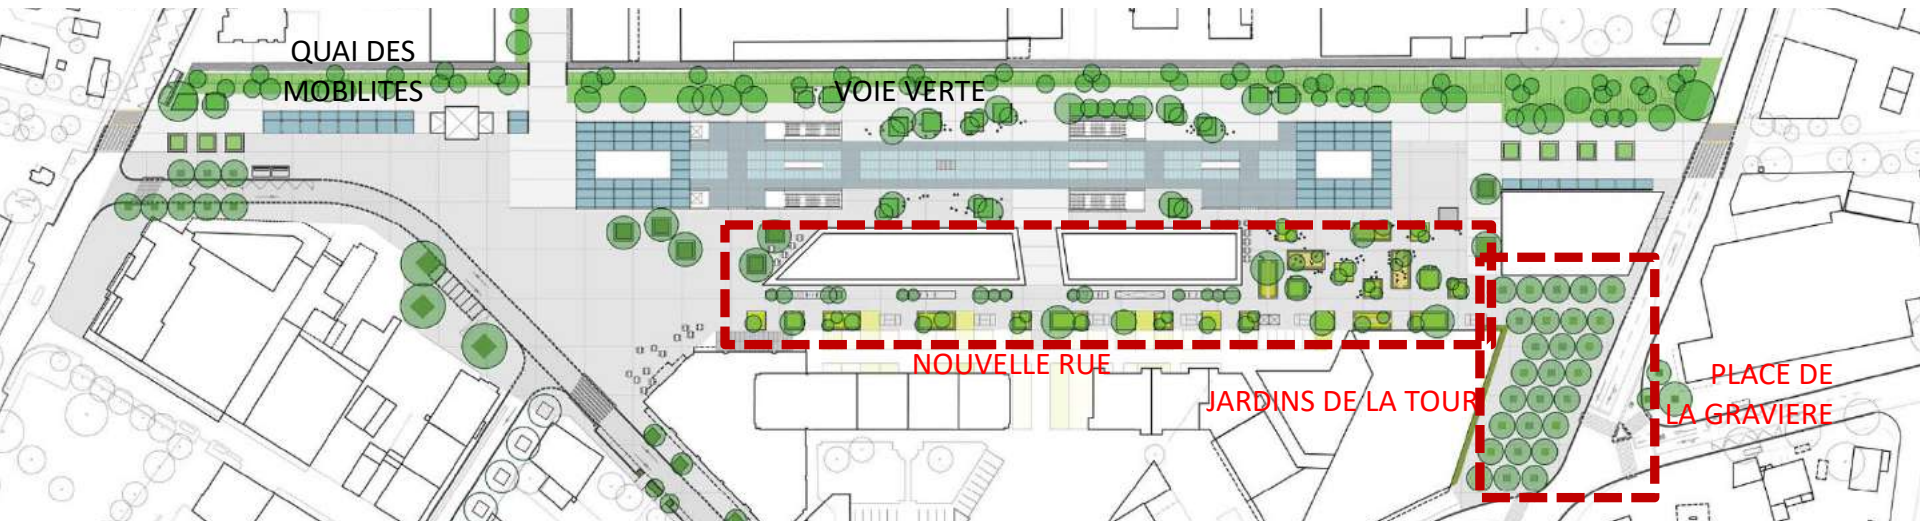 QUAI DES
MOBILITES
VOIE VERTE
NOUVELLE RUE
JARDINS DE LA TOUR
PLACE DE
LA GRAVIERE